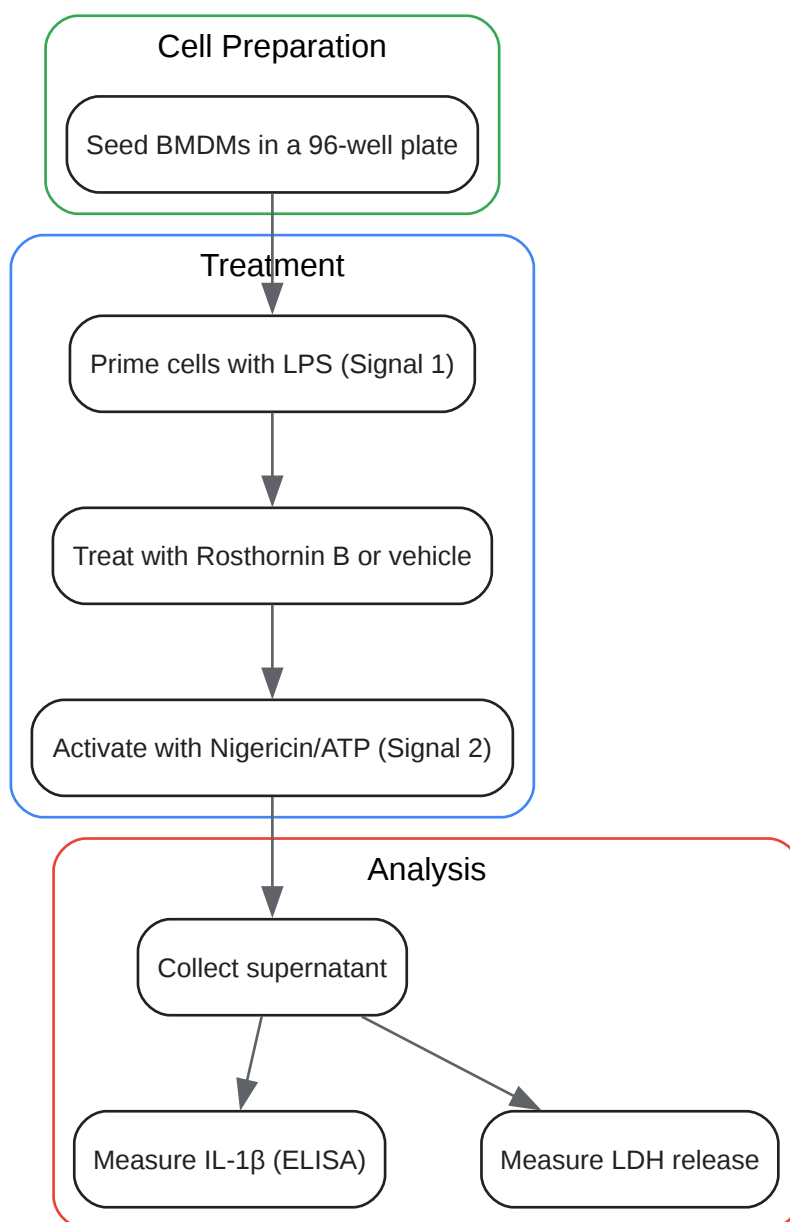 Cell Preparation
Seed BMDMs in a 96-well plate
Treatment
Prime cells with LPS (Signal 1)
Treat with Rosthornin B or vehicle
Activate with Nigericin/ATP (Signal 2)
Analysis
Collect supernatant
Measure IL-1β (ELISA)
Measure LDH release